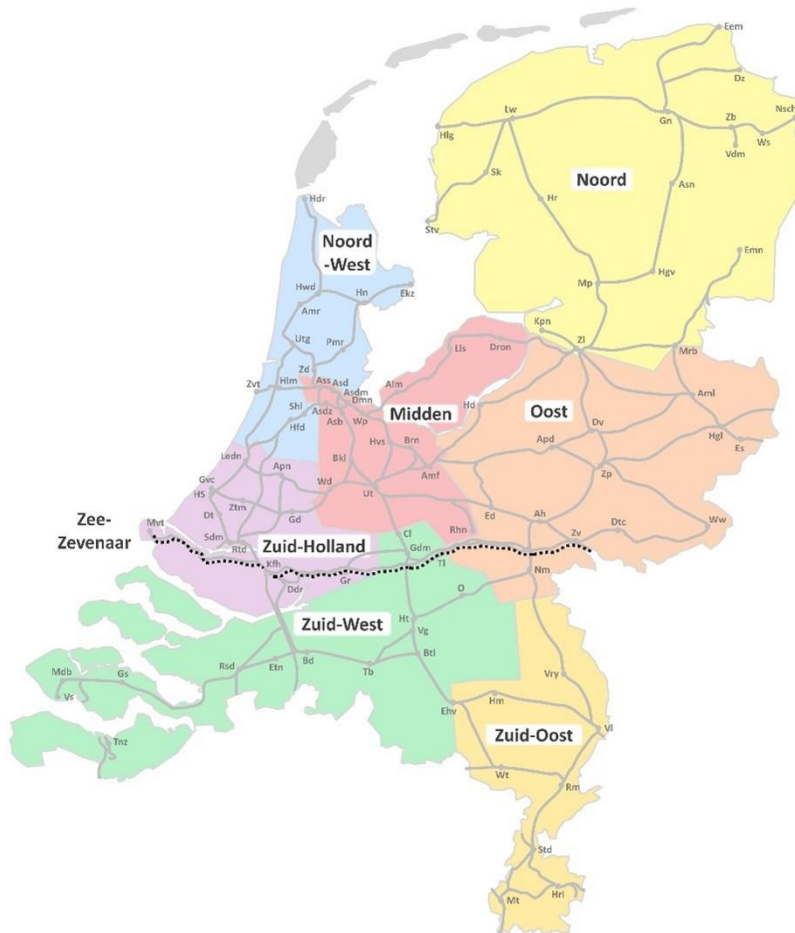 Eem
Dz
Nsch
Lw
Gn
Zb
Hlg
Ws
Vdm
Sk
Noord
Asn
Hdr
Hr
Stv
Noord
-West
Emn
Hgv
Mp
Hwd
Hn
Ekz
Amr
Kpn
Utg
Pmr
Lls
Dron
Zl
Mrb
Zd
Zvt
Hlm
Ass
Asd
Asdm
Dmn
Alm
Aml
Shl
Asdz
Hd
Midden
Oost
Hfd
Asb
Wp
Dv
Hvs
Brn
Apd
Hgl
Es
Ledn
Bkl
Apn
Amf
Zp
Gvc
Wd
Ut
HS
Zee-
Zevenaar
Mvt
Dt
Ztm
Gd
Ed
Ah
Dtc
Ww
Rhn
Sdm
Cl
Zv
Rtd
Zuid-Holland
Gdm
Kfh
Tl
Nm
Gr
Ddr
O
Zuid-West
Ht
Vg
Btl
Rsd
Etn
Bd
Tb
Mdb
Gs
Vry
Vs
Hm
Ehv
Zuid-Oost
Vl
Tnz
Wt
Rm
Std
Mt
Hrl